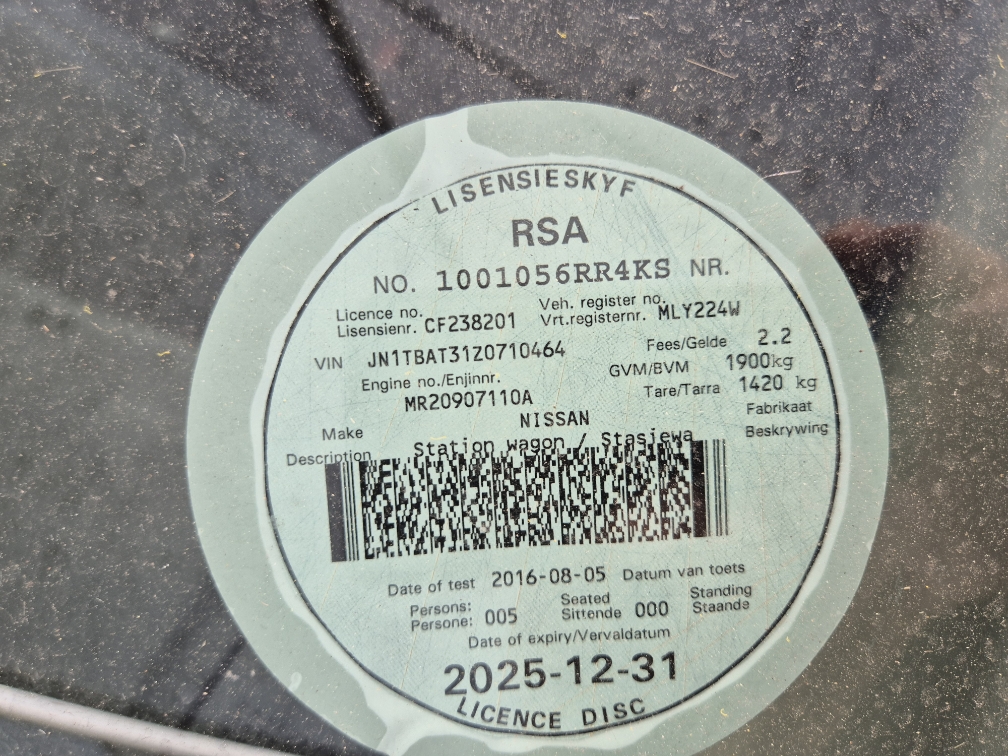 LISENSIESKYF
RSA
NO. 1001056RR4KS NR.
Licence no. Veh. register no.
Lisensienr. CF238201 Vrt.registernr. MLY224W
VIN JN1TBAT31Z0710464 Fees/Gelde 2.2
Engine no./Enjinnr. GVM/BVM 1900kg
MR20907110A Tare/Tarra 1420 kg
Make NISSAN Fabrikaat
Description Station wagon / Stasiewa Beskrywing
Date of test 2016-08-05 Datum van toets
Persons: Seated Standing
Persone: 005 Sittende 000 Staande
Date of expiry/Vervaldatum
2025-12-31
LICENCE DISC